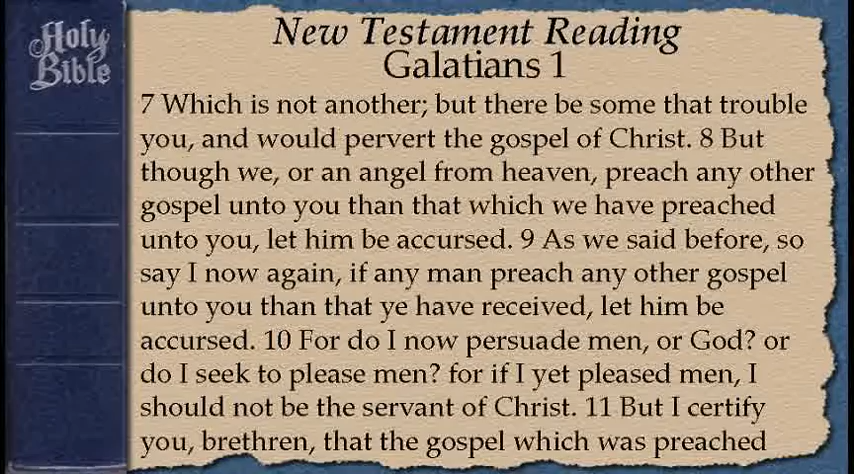 Holy
Bible
New Testament Reading
Galatians 1
7 Which is not another; but there be some that trouble
you, and would pervert the gospel of Christ. 8 But
though we, or an angel from heaven, preach any other
gospel unto you than that which we have preached
unto you, let him be accursed. 9 As we said before, so
say I now again, if any man preach any other gospel
unto you than that ye have received, let him be
accursed. 10 For do I now persuade men, or God? or
do I seek to please men? for if I yet pleased men, I
should not be the servant of Christ. 11 But I certify
you, brethren, that the gospel which was preached